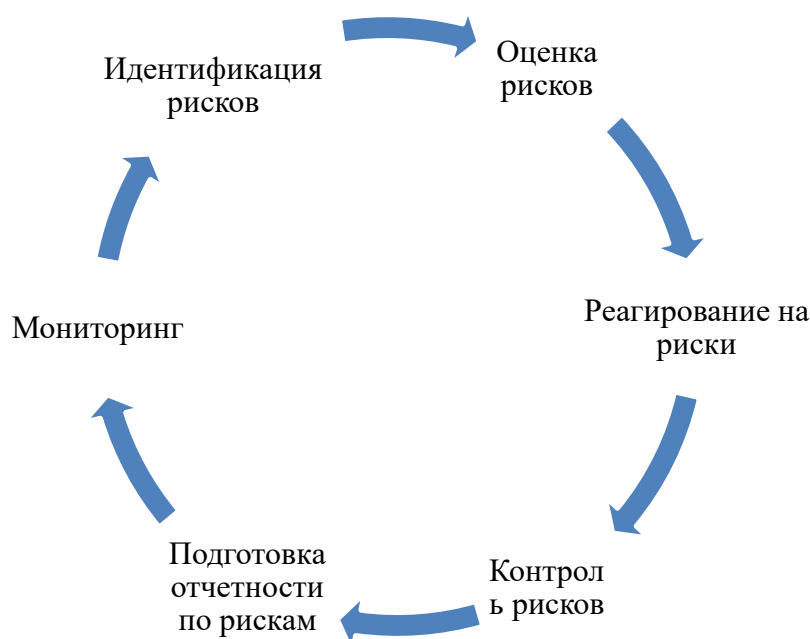 Идентификация
рисков
Оценка
рисков
Реагирование на
риски
Контрол
ь рисков
Подготовка
отчетности
по рискам
Мониторинг